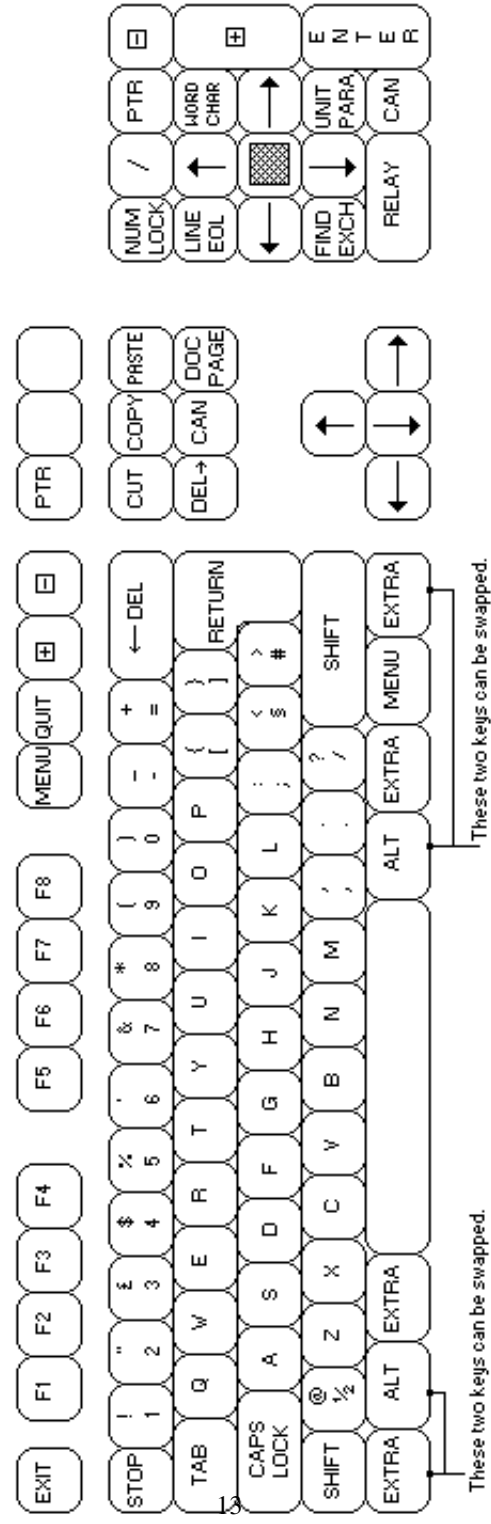 EXIT F1 F2 F3 F4 F5 F6 F7 F8 MENU QUIT + - PTR
STOP ! 1 " 2 £ 3 $ 4 % 5 ' 6 & 7 * 8 ( 9 ) 0 - - + = ← DEL CUT COPY PASTE NUM LOCK / PTR -
TAB Q W E R T Y U I O P { [ } ] RETURN DEL→ CAN DOC PAGE LINE EOL ↑ WORD CHAR +
CAPS LOCK A S D F G H J K L : ; < § ^ # ← →
SHIFT @ ½ Z X C V B N M , , . . ? / SHIFT ↑ FIND EXCH ↓ UNIT PARA ENTER
EXTRA ALT EXTRA ALT EXTRA MENU EXTRA ← ↓ → RELAY CAN
These two keys can be swapped.
These two keys can be swapped.
13